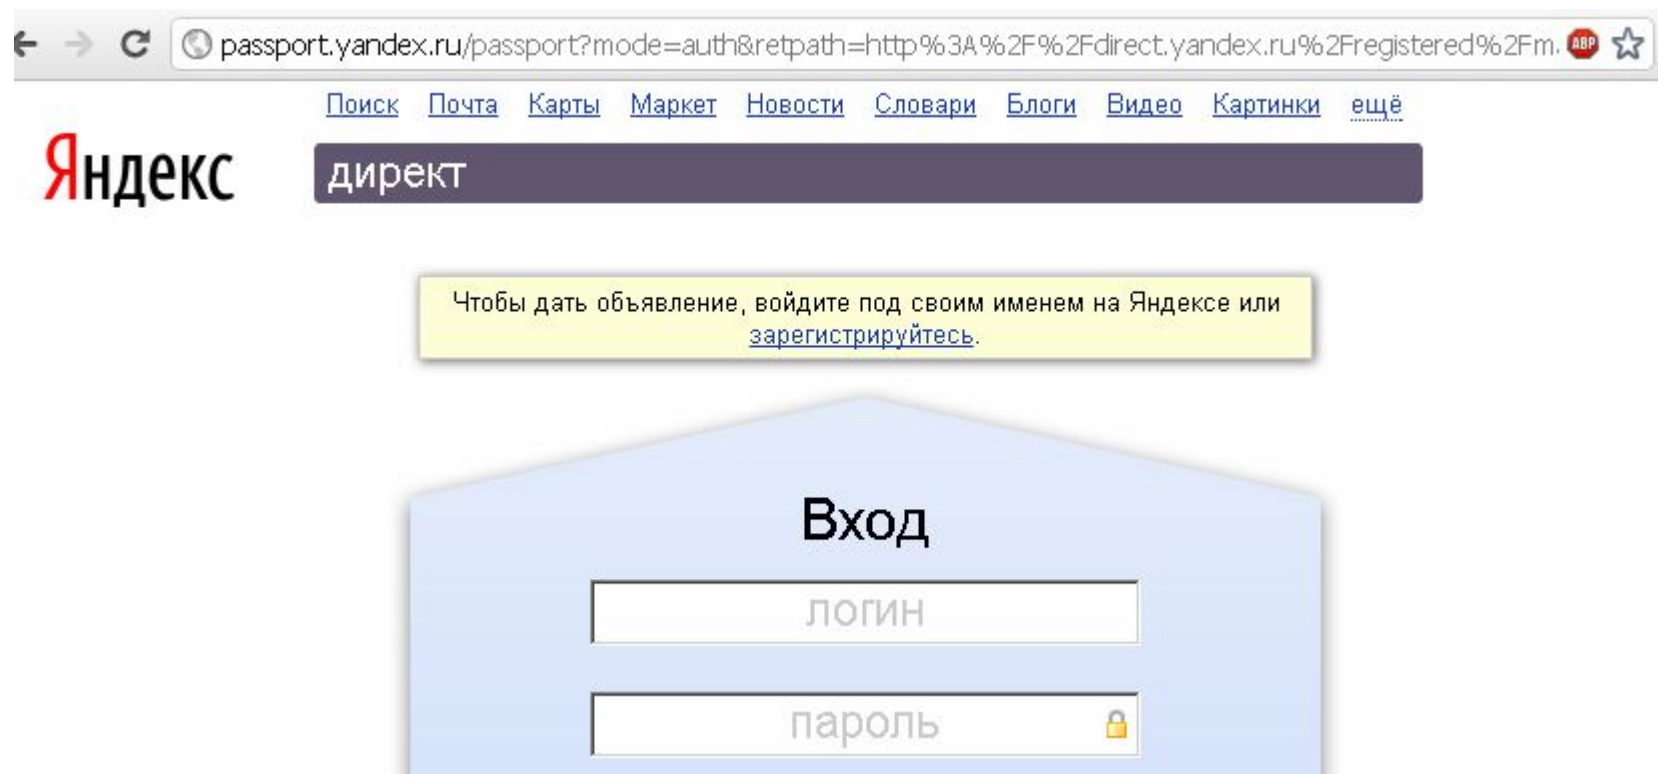 passport.yandex.ru/passport?mode=auth&retpath=http%3A%2F%2Fdirect.yandex.ru%2Fregistered%2Fm. ABP
Поиск Почта Карты Маркет Новости Словари Блоги Видео Картинки ещё
Яндекс директ
Чтобы дать объявление, войдите под своим именем на Яндексе или
зарегистрируйтесь.
Вход
логин
пароль